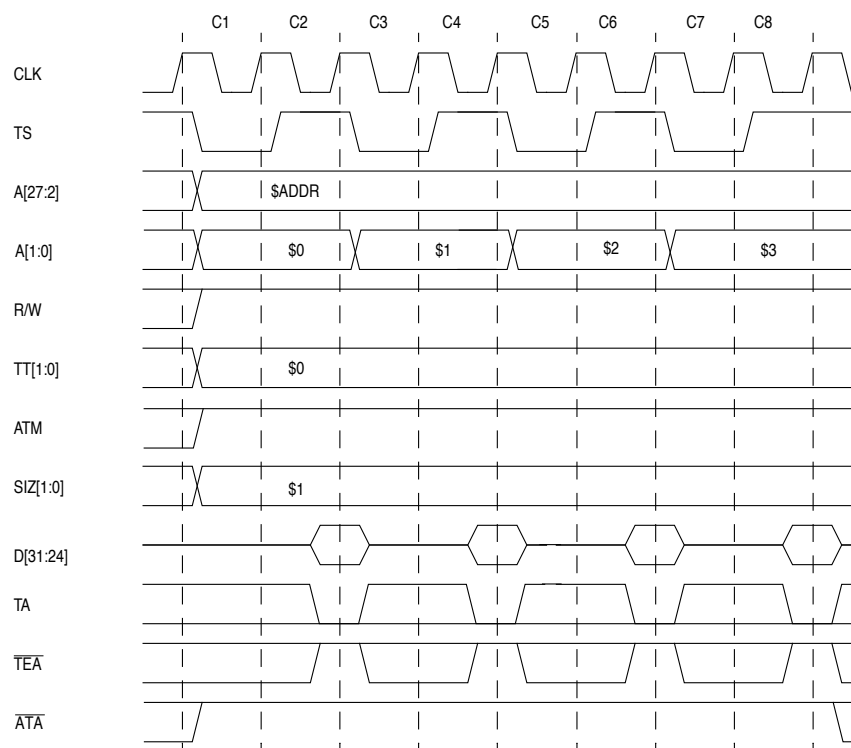 C1 C2 C3 C4 C5 C6 C7 C8
CLK
TS
A[27:2] $ADDR
A[1:0] $0 $1 $2 $3
R/W
TT[1:0] $0
ATM
SIZ[1:0] $1
D[31:24]
TA
TEA
ATA